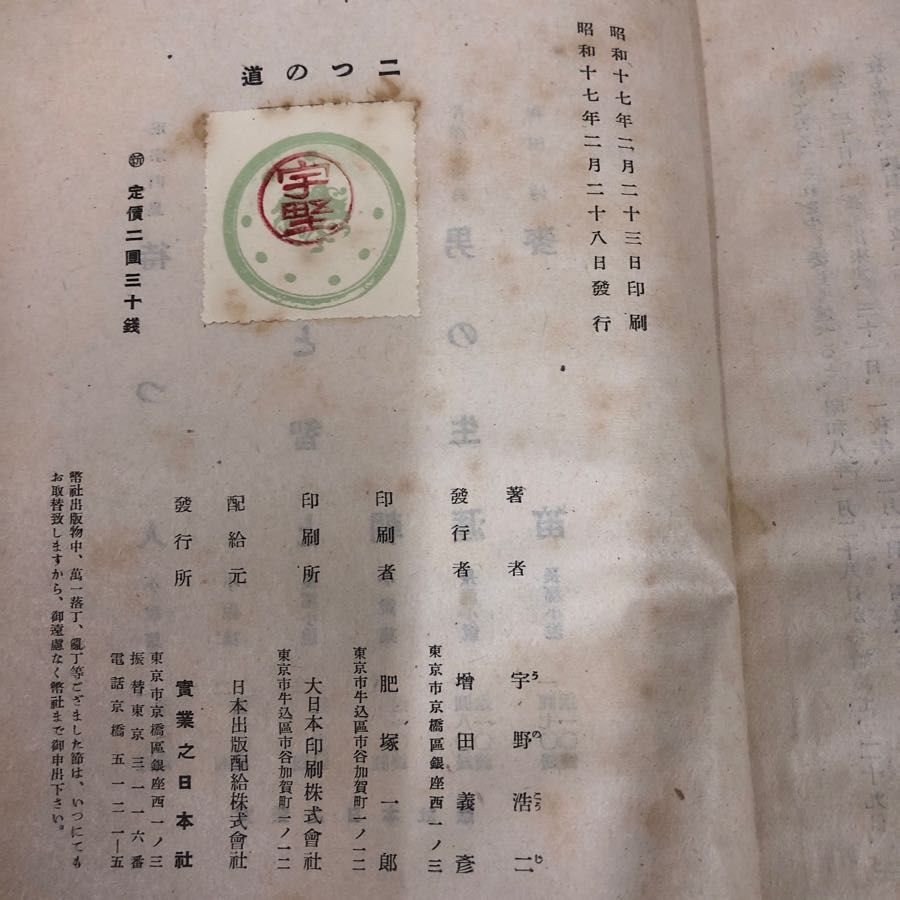 昭和十七年二月二十三日印刷
昭和十七年二月二十八日發行
二つの道
宇野
㊟ 定價二圓三十錢
著者 宇野浩二
うのこうじ
發行者 增田義彥
東京市京橋區銀座西一ノ三
印刷者 肥塚一郎
東京市牛込區市谷加賀町一ノ一二
印刷所 大日本印刷株式會社
東京市牛込區市谷加賀町一ノ一二
配給元 日本出版配給株式會社
發行所 實業之日本社
東京市京橋區銀座西一ノ三
振替東京三一一六番
電話京橋五一二一―五
幣社出版物中、萬一落丁、亂丁等ござました節は、いつにても
お取替致しますから、御遠慮なく幣社まで御申出下さい。